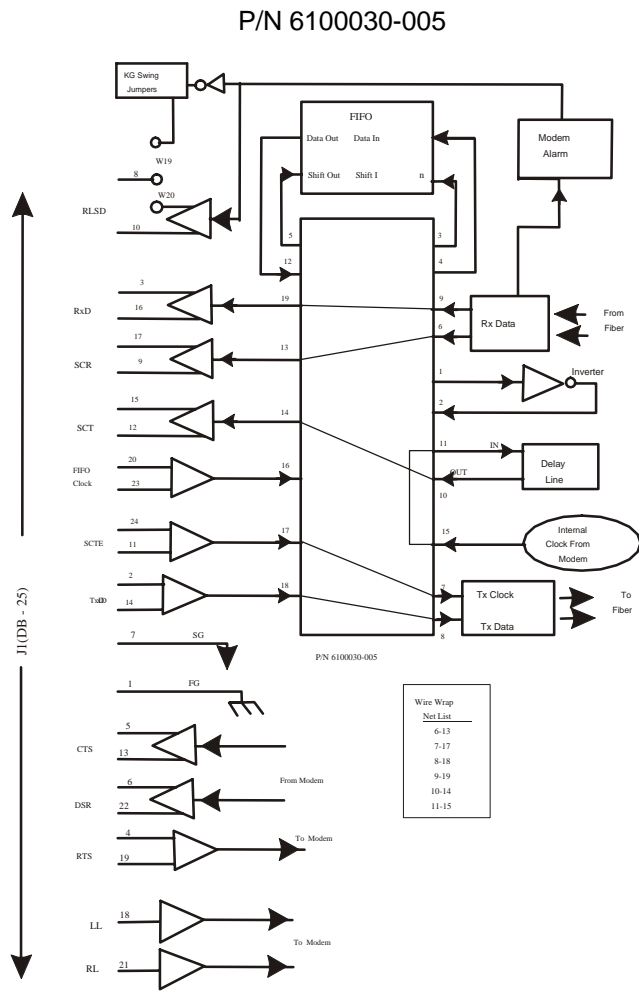 P/N 6100030-005
KG Swing
Jumpers
FIFO
Data Out Data In
Shift Out Shift I n
Modem
Alarm
W19
8
W20
RLSD
10
5
12
3
4
3
RxD
16
19
9
6
Rx Data
From
Fiber
17
SCR
9
13
1
2
Inverter
15
SCT
12
14
11
IN
OUT
10
Delay
Line
20
FIFO
Clock
23
16
15
Internal
Clock From
Modem
24
SCTE
11
17
7
Tx Clock
To
Fiber
2
14
18
8
Tx Data
7
SG
P/N 6100030-005
J1(DB - 25)
1
FG
Wire Wrap
Net List
6-13
7-17
8-18
9-19
10-14
11-15
5
CTS
13
6
From Modem
DSR
22
4
To Modem
RTS
19
18
LL
To Modem
21
RL